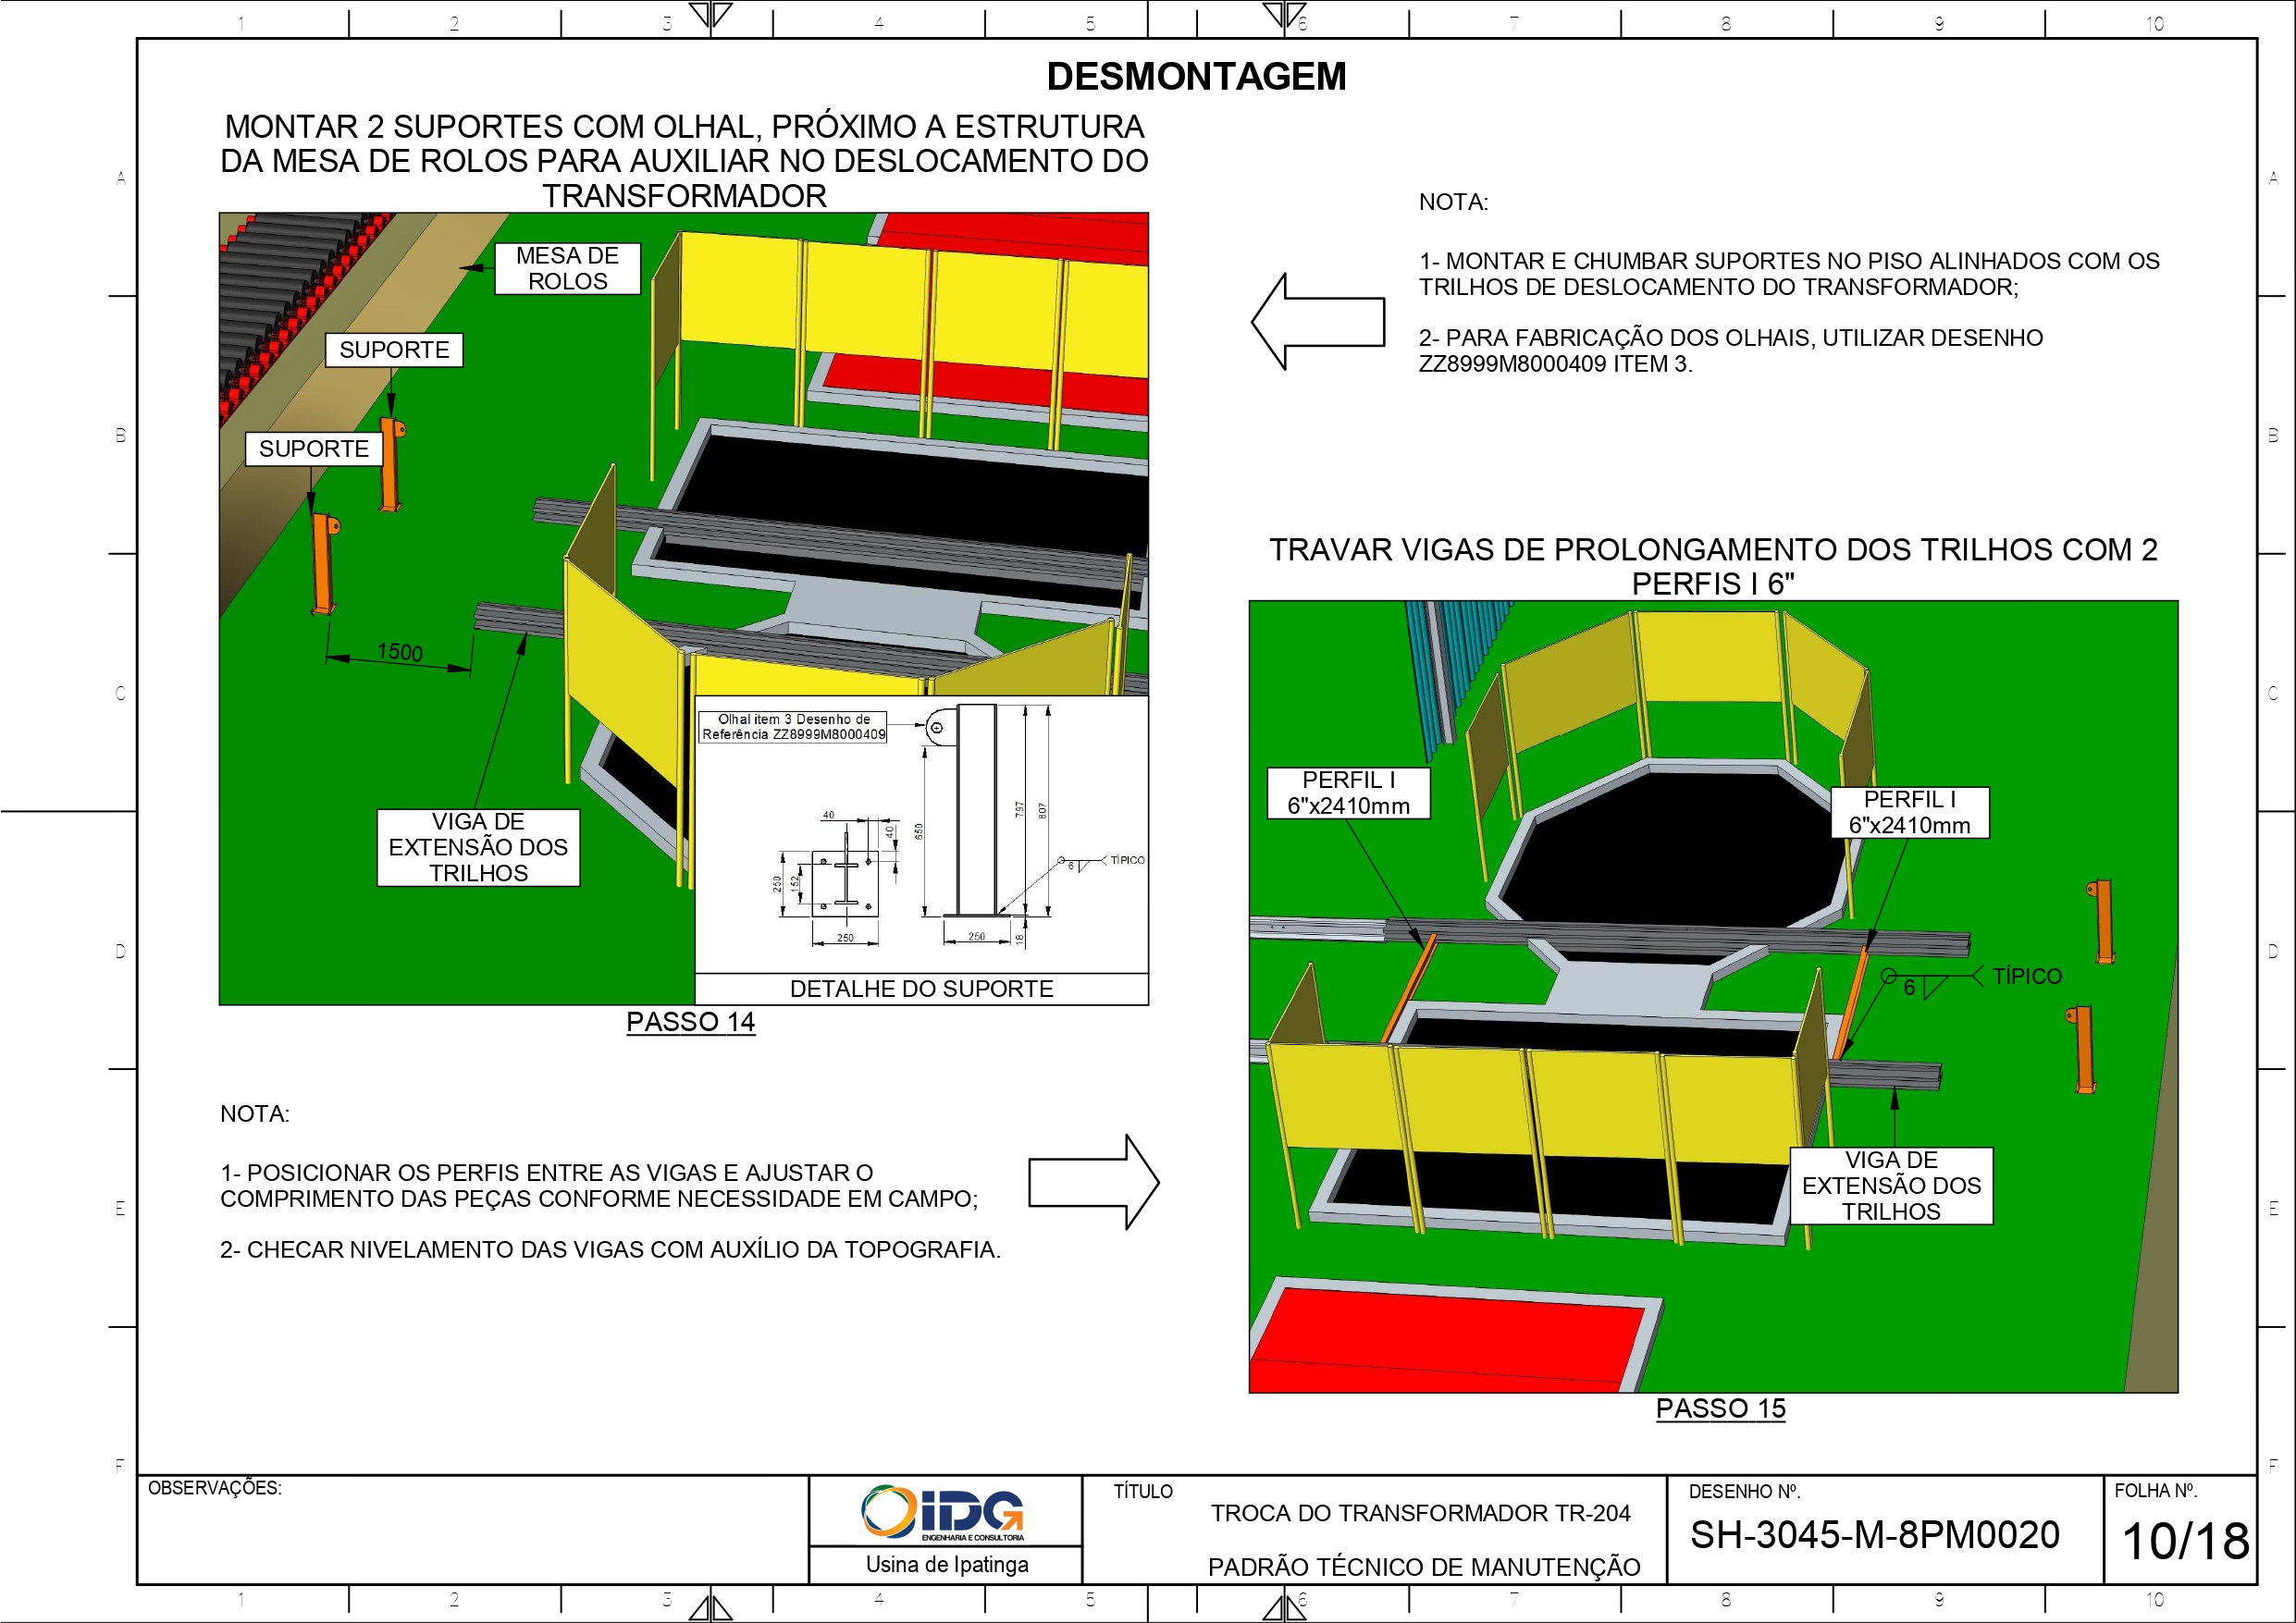 1 2 3 4 5 6 7 8 9 10
DESMONTAGEM
MONTAR 2 SUPORTES COM OLHAL, PRÓXIMO A ESTRUTURA
DA MESA DE ROLOS PARA AUXILIAR NO DESLOCAMENTO DO
TRANSFORMADOR
MESA DE
ROLOS
SUPORTE
SUPORTE
1500
VIGA DE
EXTENSÃO DOS
TRILHOS
Olhal item 3 Desenho de
Referência ZZ8999M8000409
40
40
250
152
250
650
797
807
250
18
6
TÍPICO
DETALHE DO SUPORTE
PASSO 14
NOTA:
1- MONTAR E CHUMBAR SUPORTES NO PISO ALINHADOS COM OS
TRILHOS DE DESLOCAMENTO DO TRANSFORMADOR;
2- PARA FABRICAÇÃO DOS OLHAIS, UTILIZAR DESENHO
ZZ8999M8000409 ITEM 3.
TRAVAR VIGAS DE PROLONGAMENTO DOS TRILHOS COM 2
PERFIS I 6"
PERFIL I
6"x2410mm
PERFIL I
6"x2410mm
6
TÍPICO
VIGA DE
EXTENSÃO DOS
TRILHOS
PASSO 15
NOTA:
1- POSICIONAR OS PERFIS ENTRE AS VIGAS E AJUSTAR O
COMPRIMENTO DAS PEÇAS CONFORME NECESSIDADE EM CAMPO;
2- CHECAR NIVELAMENTO DAS VIGAS COM AUXÍLIO DA TOPOGRAFIA.
A
B
C
D
E
F
A
B
C
D
E
F
OBSERVAÇÕES:
iDG
ENGENHARIA E CONSULTORIA
Usina de Ipatinga
TÍTULO
TROCA DO TRANSFORMADOR TR-204
PADRÃO TÉCNICO DE MANUTENÇÃO
DESENHO Nº.
SH-3045-M-8PM0020
FOLHA Nº.
10/18
1 2 3 4 5 6 7 8 9 10